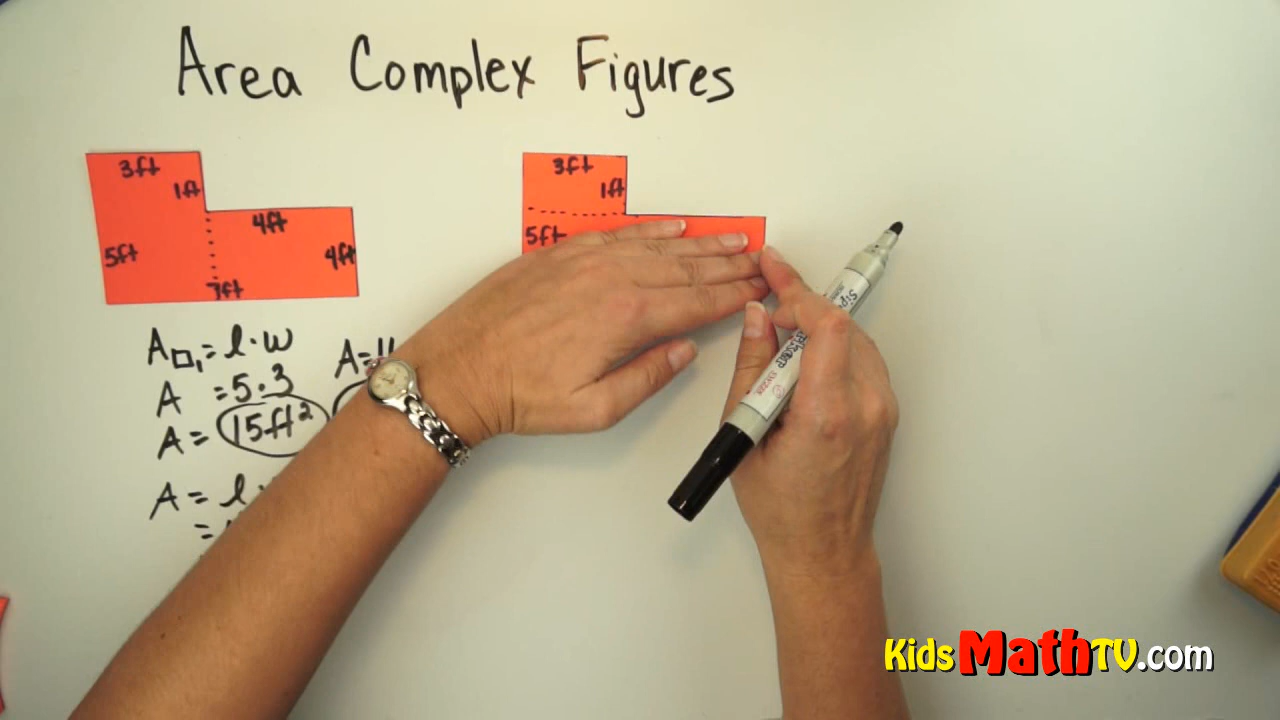 Area Complex Figures
3ft
1ft
4ft
5ft
4ft
7ft
3ft
1ft
5ft
A□₁ = l·w
A = 5·3
A = 15ft²
A = l·
=
A=
KidsMathTV.com